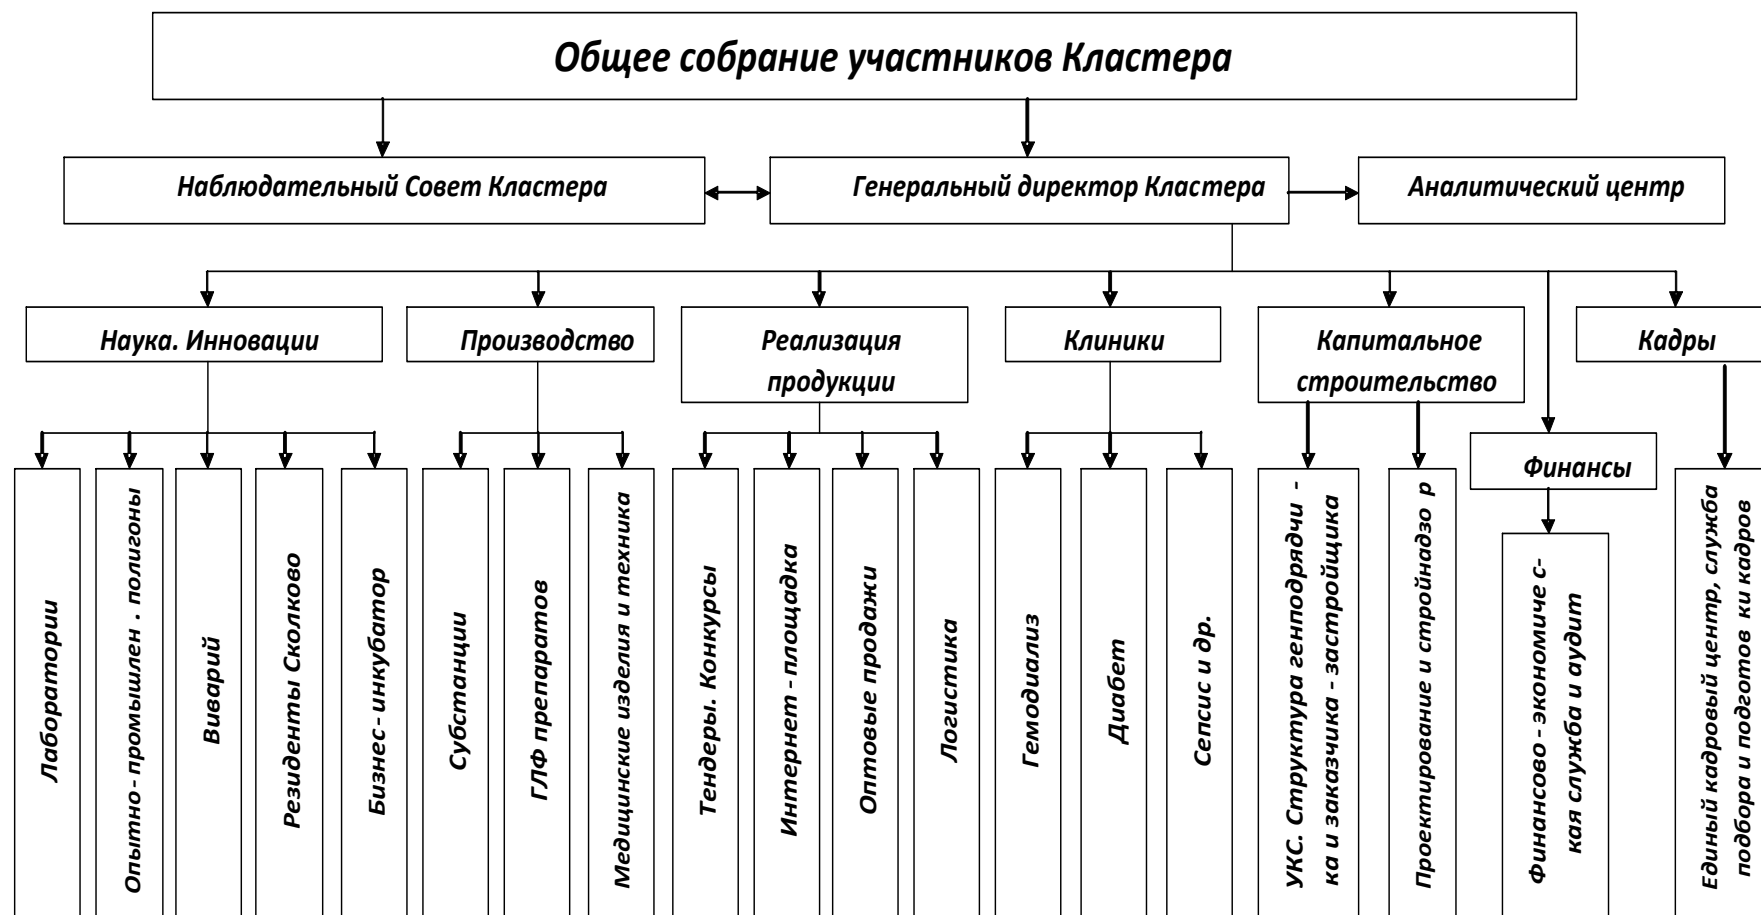 Общее собрание участников Кластера
Наблюдательный Совет Кластера
Генеральный директор Кластера
Аналитический центр
Наука. Инновации
Производство
Реализация
продукции
Клиники
Капитальное
строительство
Кадры
Финансы
Лаборатории
Опытно - промышлен . полигоны
Виварий
Резиденты Сколково
Бизнес - инкубатор
Субстанции
ГЛФ препаратов
Медицинские изделия и техника
Тендеры. Конкурсы
Интернет - площадка
Оптовые продажи
Логистика
Гемодиализ
Диабет
Сепсис и др.
УКС. Структура генподрядчи -
ка и заказчика - застройщика
Проектирование и стройнадзо р
Финансово - экономиче с-
кая служба и аудит
Единый кадровый центр, служба
подбора и подготов ки кадров